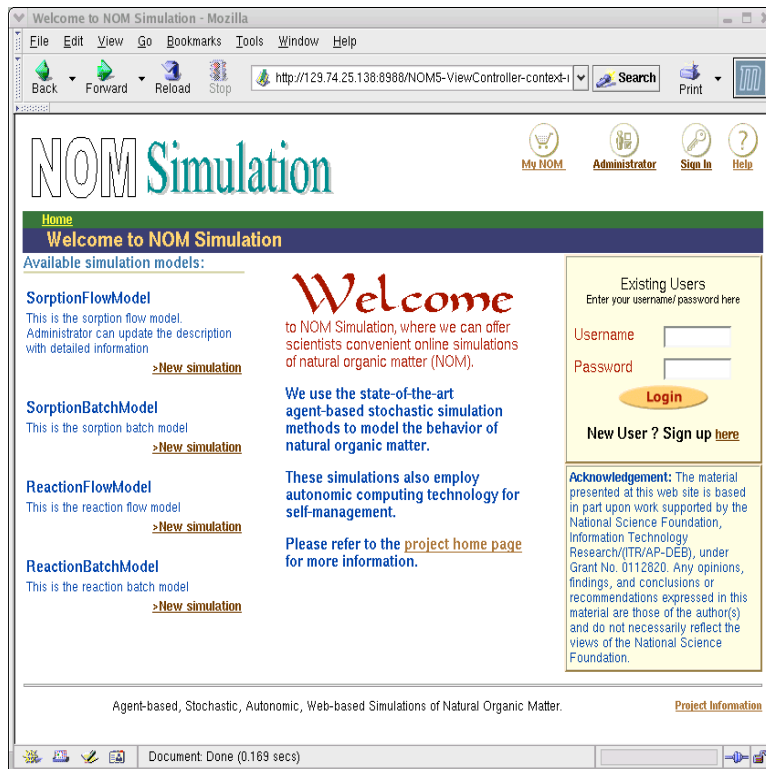 Welcome to NOM Simulation - Mozilla
File Edit View Go Bookmarks Tools Window Help
Back Forward Reload Stop http://129.74.25.138:8988/NOM5-ViewController-context-r Search Print
NOM Simulation
My NOM Administrator Sign In Help
Home
Welcome to NOM Simulation
Available simulation models:
SorptionFlowModel
This is the sorption flow model.
Administrator can update the description
with detailed information
>New simulation
SorptionBatchModel
This is the sorption batch model
>New simulation
ReactionFlowModel
This is the reaction flow model
>New simulation
ReactionBatchModel
This is the reaction batch model
>New simulation
Welcome
to NOM Simulation, where we can offer
scientists convenient online simulations
of natural organic matter (NOM).
We use the state-of-the-art
agent-based stochastic simulation
methods to model the behavior of
natural organic matter.
These simulations also employ
autonomic computing technology for
self-management.
Please refer to the project home page
for more information.
Existing Users
Enter your username/ password here
Username
Password
Login
New User ? Sign up here
Acknowledgement: The material
presented at this web site is based
in part upon work supported by the
National Science Foundation,
Information Technology
Research/(ITR/AP-DEB), under
Grant No. 0112820. Any opinions,
findings, and conclusions or
recommendations expressed in this
material are those of the author(s)
and do not necessarily reflect the
views of the National Science
Foundation.
Agent-based, Stochastic, Autonomic, Web-based Simulations of Natural Organic Matter.
Project Information
Document: Done (0.169 secs)